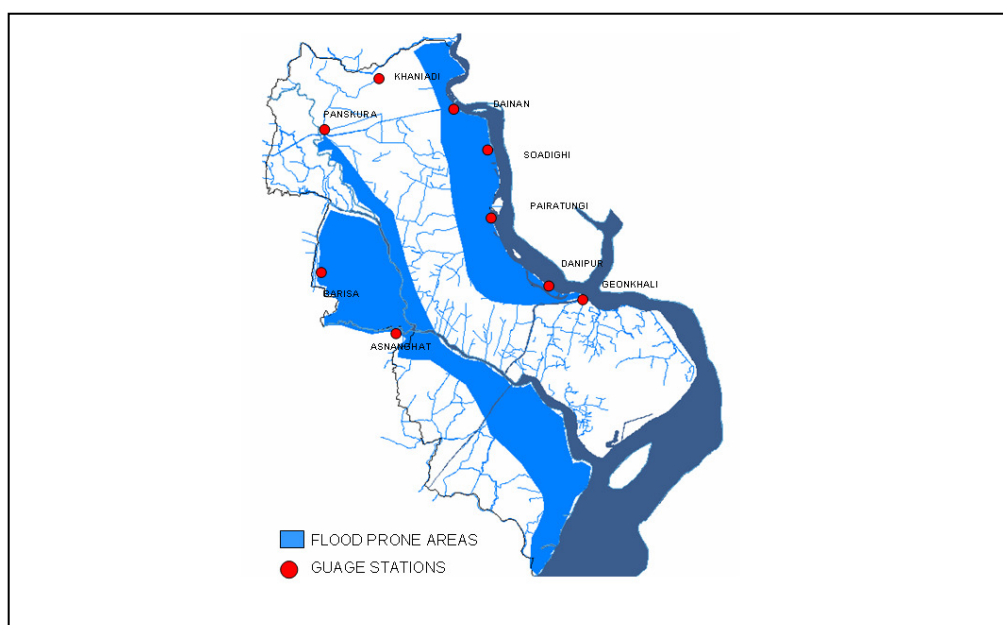 KHANIADI
DAINAN
PANSKURA
SOADIGHI
PAIRATUNGI
DANIPUR
GEONKHALI
BARISA
ASNANGHAT
FLOOD PRONE AREAS
GUAGE STATIONS